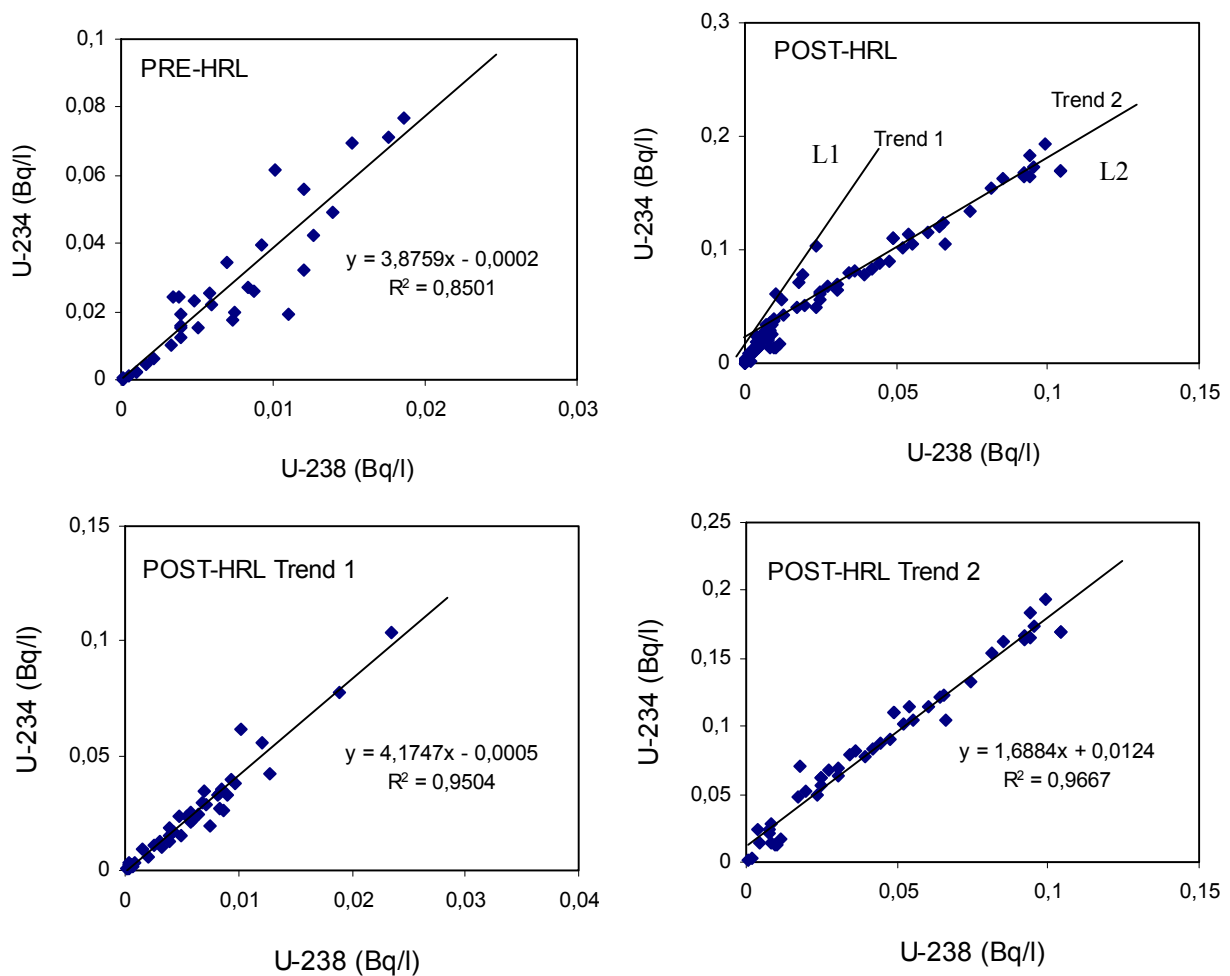 PRE-HRL
0,1
0,08
0,06
0,04
0,02
0
U-234 (Bq/l)
y = 3,8759x - 0,0002
R² = 0,8501
0
0,01
0,02
0,03
U-238 (Bq/l)
POST-HRL
0,3
0,2
0,1
0
U-234 (Bq/l)
Trend 2
Trend 1
L1
L2
0
0,05
0,1
0,15
U-238 (Bq/l)
POST-HRL Trend 1
0,15
0,1
0,05
0
U-234 (Bq/l)
y = 4,1747x - 0,0005
R² = 0,9504
0
0,01
0,02
0,03
0,04
U-238 (Bq/l)
POST-HRL Trend 2
0,25
0,2
0,15
0,1
0,05
0
U-234 (Bq/l)
y = 1,6884x + 0,0124
R² = 0,9667
0
0,05
0,1
0,15
U-238 (Bq/l)